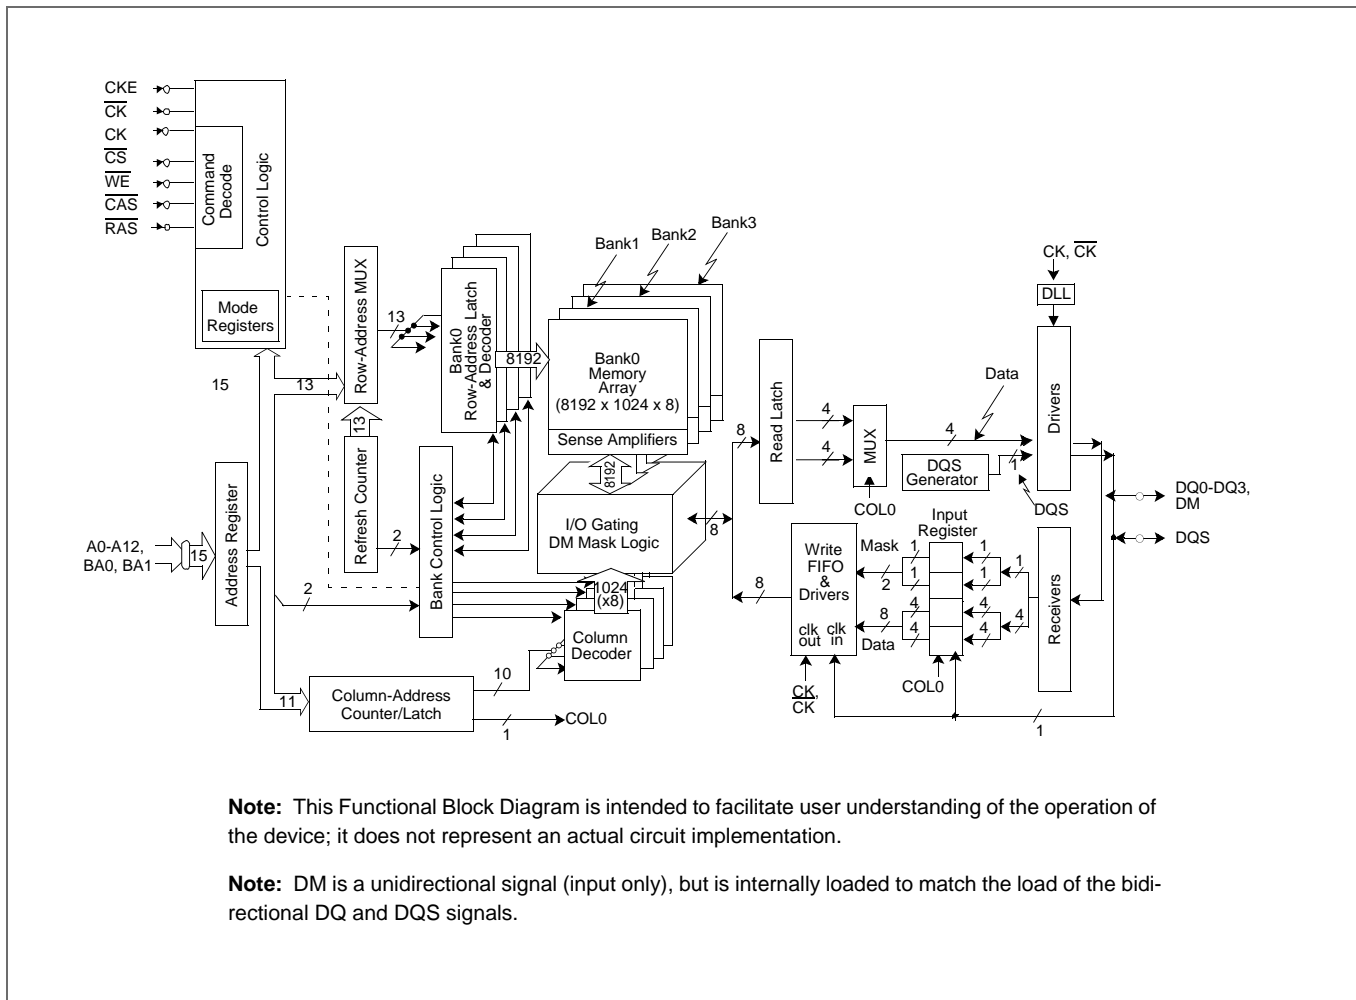 CKE
CK
CK
CS
WE
CAS
RAS
Command
Decode
Control Logic
Mode
Registers
15
13
Row-Address MUX
13
13
Refresh Counter
2
Bank0
Row-Address Latch
& Decoder
8192
Bank1
Bank2
Bank3
Bank0
Memory
Array
(8192 x 1024 x 8)
Sense Amplifiers
8192
I/O Gating
DM Mask Logic
Bank Control Logic
1024
(x8)
Column
Decoder
A0-A12,
BA0, BA1
15
Address Register
2
11
Column-Address
Counter/Latch
10
1
COL0
8
8
8
Read Latch
4
4
MUX
COL0
4
Data
DQS
Generator
1
DQS
CK, CK
DLL
Drivers
DQ0-DQ3,
DM
DQS
Input
Register
Write
FIFO
&
Drivers
clk
out
clk
in
Mask
2
8
Data
1
1
4
4
1
1
4
4
1
4
Receivers
CK,
CK
COL0
1
Note: This Functional Block Diagram is intended to facilitate user understanding of the operation of
the device; it does not represent an actual circuit implementation.
Note: DM is a unidirectional signal (input only), but is internally loaded to match the load of the bidi-
rectional DQ and DQS signals.